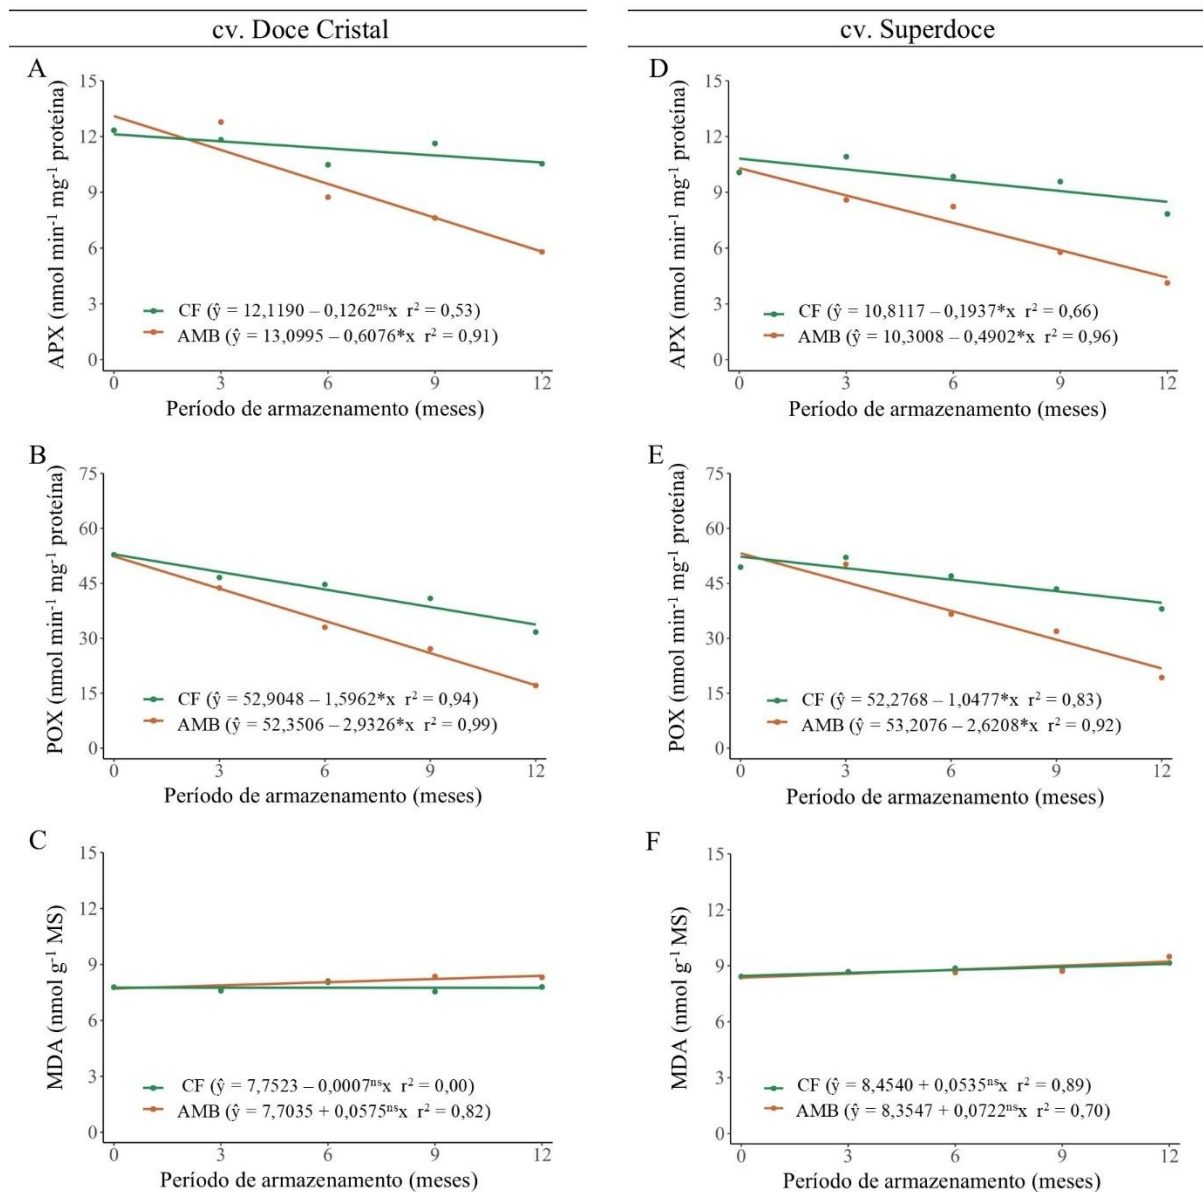 cv. Doce Cristal
cv. Superdoce
A
APX (nmol min⁻¹ mg⁻¹ proteína)
15
12
9
6
3
0
CF (ŷ = 12,1190 – 0,1262ⁿˢx r² = 0,53)
AMB (ŷ = 13,0995 – 0,6076*x r² = 0,91)
0 3 6 9 12
Período de armazenamento (meses)
D
APX (nmol min⁻¹ mg⁻¹ proteína)
15
12
9
6
3
0
CF (ŷ = 10,8117 – 0,1937*x r² = 0,66)
AMB (ŷ = 10,3008 – 0,4902*x r² = 0,96)
0 3 6 9 12
Período de armazenamento (meses)
B
POX (nmol min⁻¹ mg⁻¹ proteína)
75
60
45
30
15
0
CF (ŷ = 52,9048 – 1,5962*x r² = 0,94)
AMB (ŷ = 52,3506 – 2,9326*x r² = 0,99)
0 3 6 9 12
Período de armazenamento (meses)
E
POX (nmol min⁻¹ mg⁻¹ proteína)
75
60
45
30
15
0
CF (ŷ = 52,2768 – 1,0477*x r² = 0,83)
AMB (ŷ = 53,2076 – 2,6208*x r² = 0,92)
0 3 6 9 12
Período de armazenamento (meses)
C
MDA (nmol g⁻¹ MS)
15
12
9
6
3
0
CF (ŷ = 7,7523 – 0,0007ⁿˢx r² = 0,00)
AMB (ŷ = 7,7035 + 0,0575ⁿˢx r² = 0,82)
0 3 6 9 12
Período de armazenamento (meses)
F
MDA (nmol g⁻¹ MS)
15
12
9
6
3
0
CF (ŷ = 8,4540 + 0,0535ⁿˢx r² = 0,89)
AMB (ŷ = 8,3547 + 0,0722ⁿˢx r² = 0,70)
0 3 6 9 12
Período de armazenamento (meses)